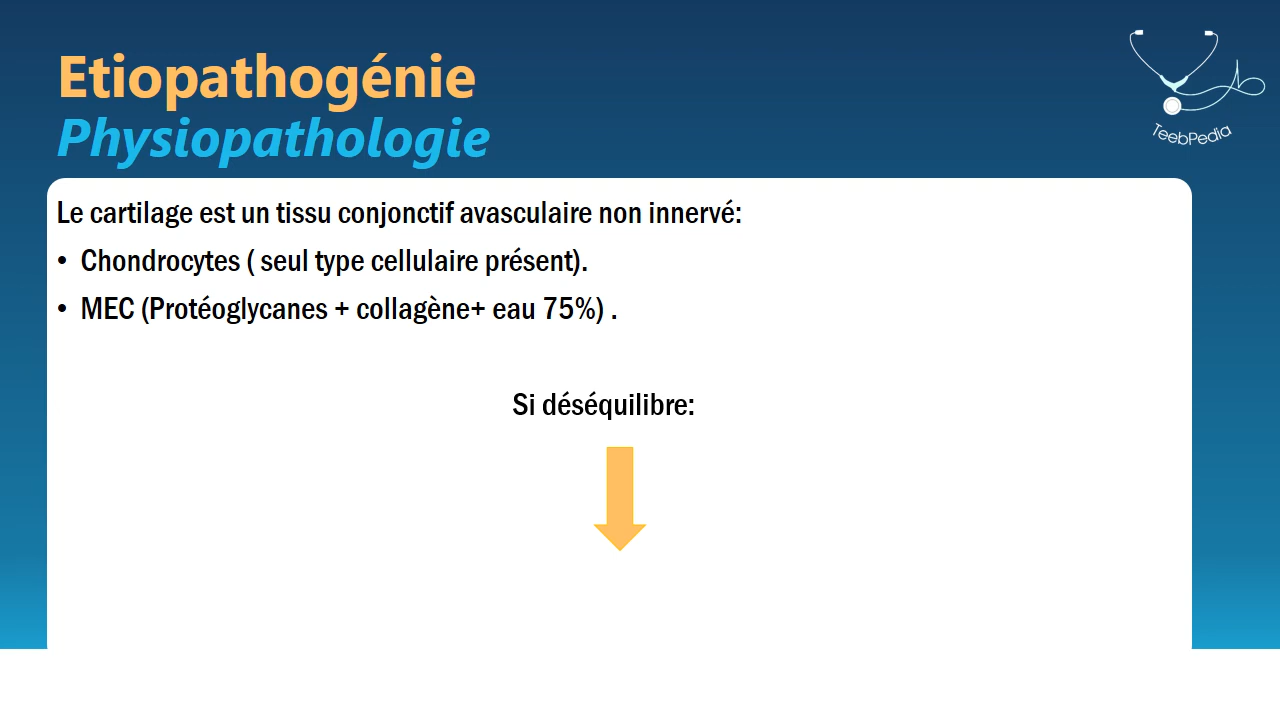 Etiopathogénie
Physiopathologie
TeebPedia
Le cartilage est un tissu conjonctif avasculaire non innervé:
• Chondrocytes ( seul type cellulaire présent).
• MEC (Protéoglycanes + collagène+ eau 75%) .
Si déséquilibre: